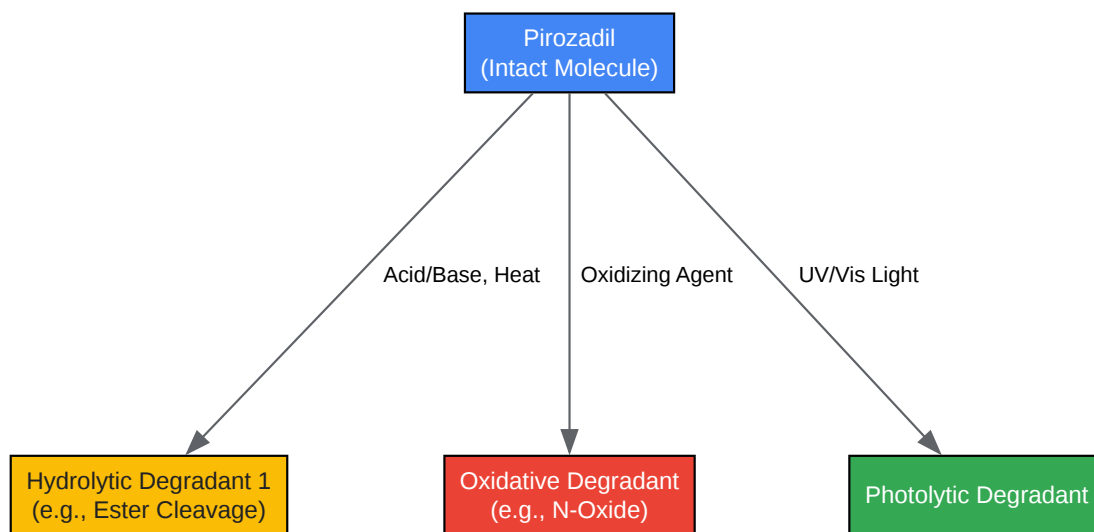 Pirozadil
(Intact Molecule)
Acid/Base, Heat
Oxidizing Agent
UV/Vis Light
Hydrolytic Degradant 1
(e.g., Ester Cleavage)
Oxidative Degradant
(e.g., N-Oxide)
Photolytic Degradant